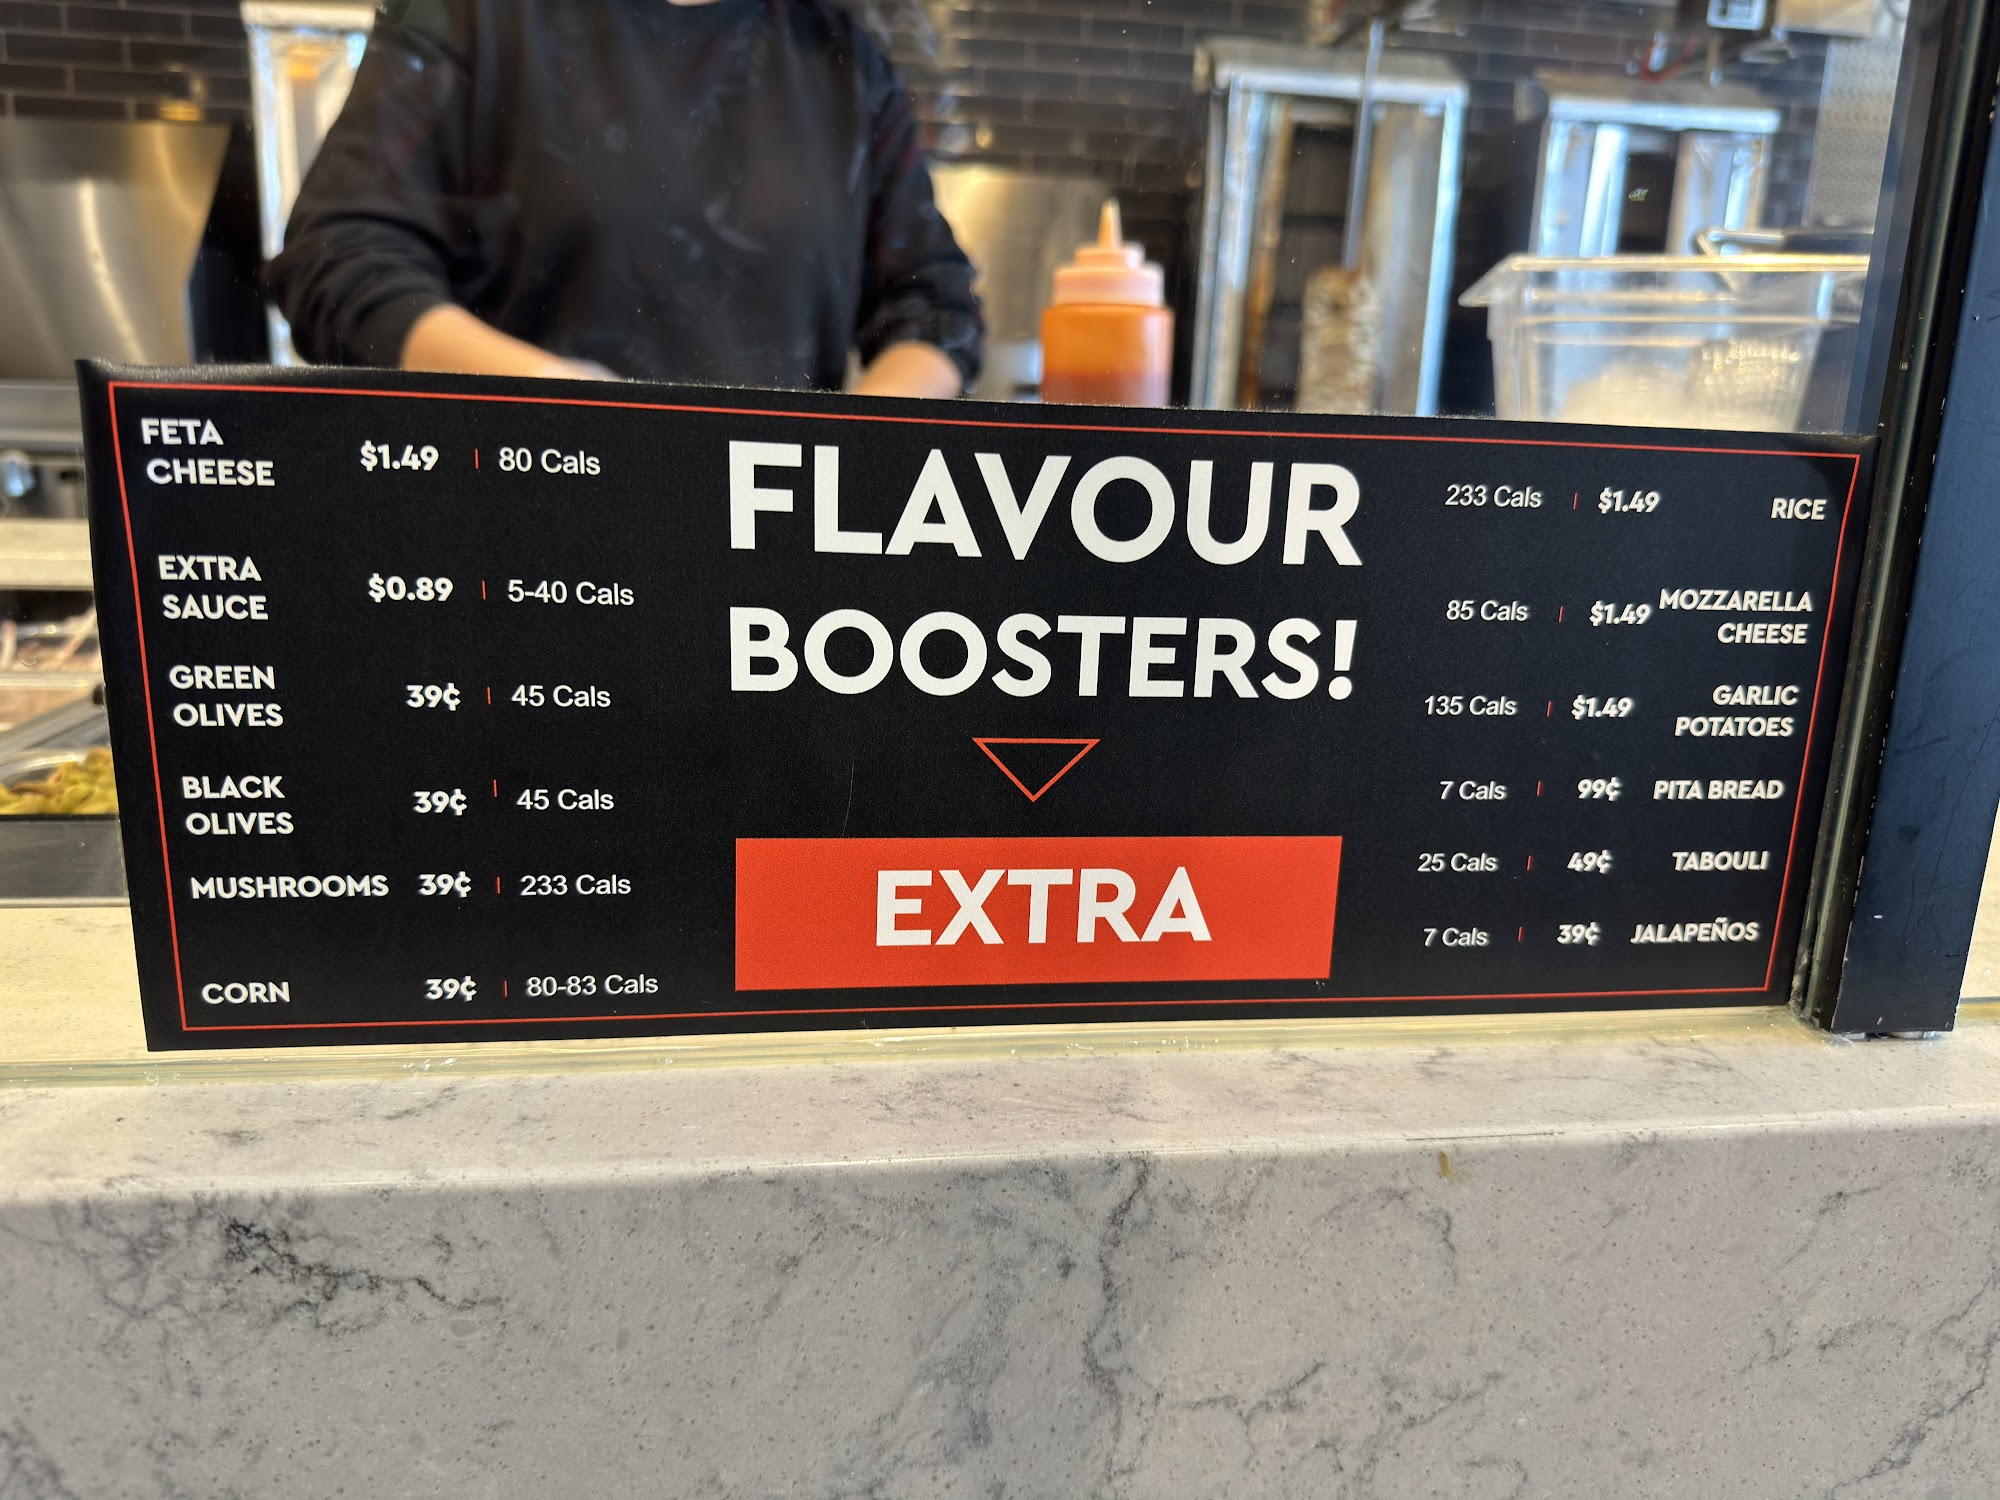 FETA
CHEESE
$1.49 | 80 Cals
EXTRA
SAUCE
$0.89 | 5-40 Cals
GREEN
OLIVES
39¢ | 45 Cals
BLACK
OLIVES
39¢ | 45 Cals
MUSHROOMS 39¢ | 233 Cals
CORN 39¢ | 80-83 Cals
FLAVOUR
BOOSTERS!
EXTRA
233 Cals | $1.49 RICE
85 Cals | $1.49 MOZZARELLA
CHEESE
135 Cals | $1.49 GARLIC
POTATOES
7 Cals | 99¢ PITA BREAD
25 Cals | 49¢ TABOULI
7 Cals | 39¢ JALAPEÑOS